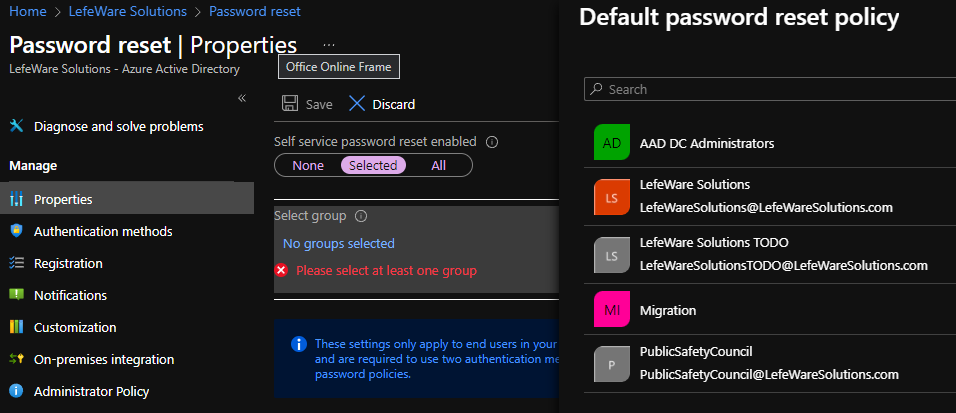 Home > LefeWare Solutions > Password reset
Password reset | Properties ...
LefeWare Solutions - Azure Active Directory
Office Online Frame
«
Save Discard
Diagnose and solve problems
Manage
Properties
Authentication methods
Registration
Notifications
Customization
On-premises integration
Administrator Policy
Self service password reset enabled
None Selected All
Select group
No groups selected
Please select at least one group
These settings only apply to end users in your
and are required to use two authentication me
password policies.
Default password reset policy
Search
AD AAD DC Administrators
LS LefeWare Solutions
LefeWareSolutions@LefeWareSolutions.com
LS LefeWare Solutions TODO
LefeWareSolutionsTODO@LefeWareSolutions.com
MI Migration
P PublicSafetyCouncil
PublicSafetyCouncil@LefeWareSolutions.com